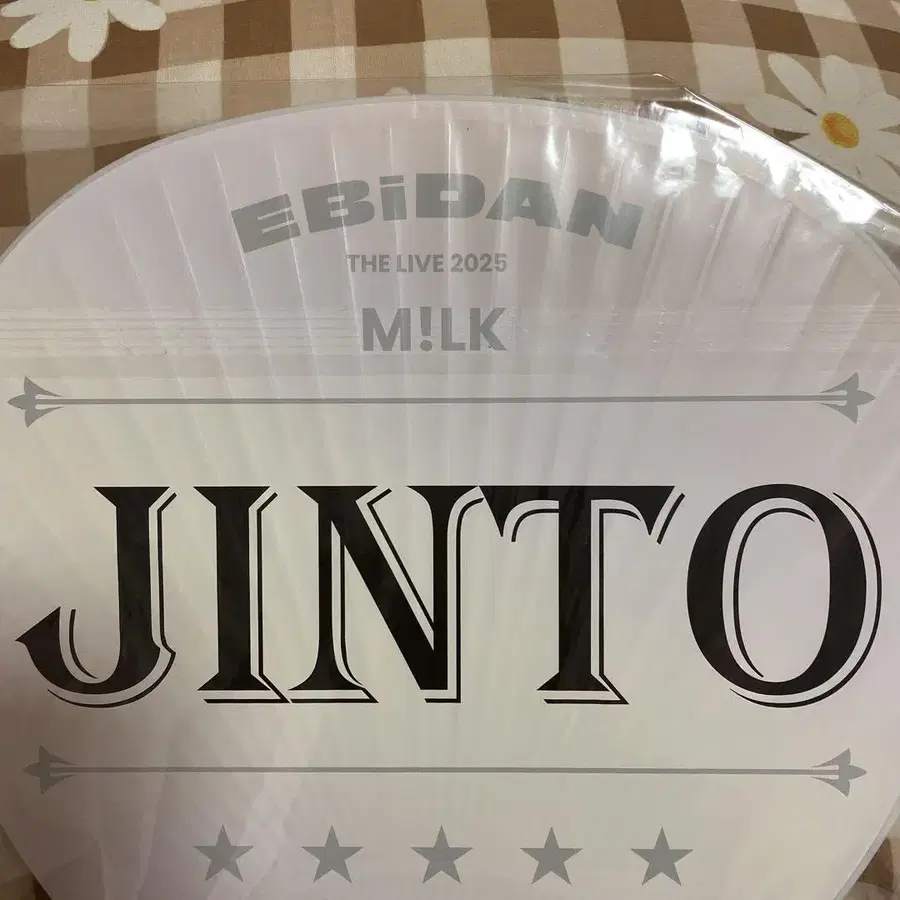 EBiDAN
THE LIVE 2025
M!LK
JINTO